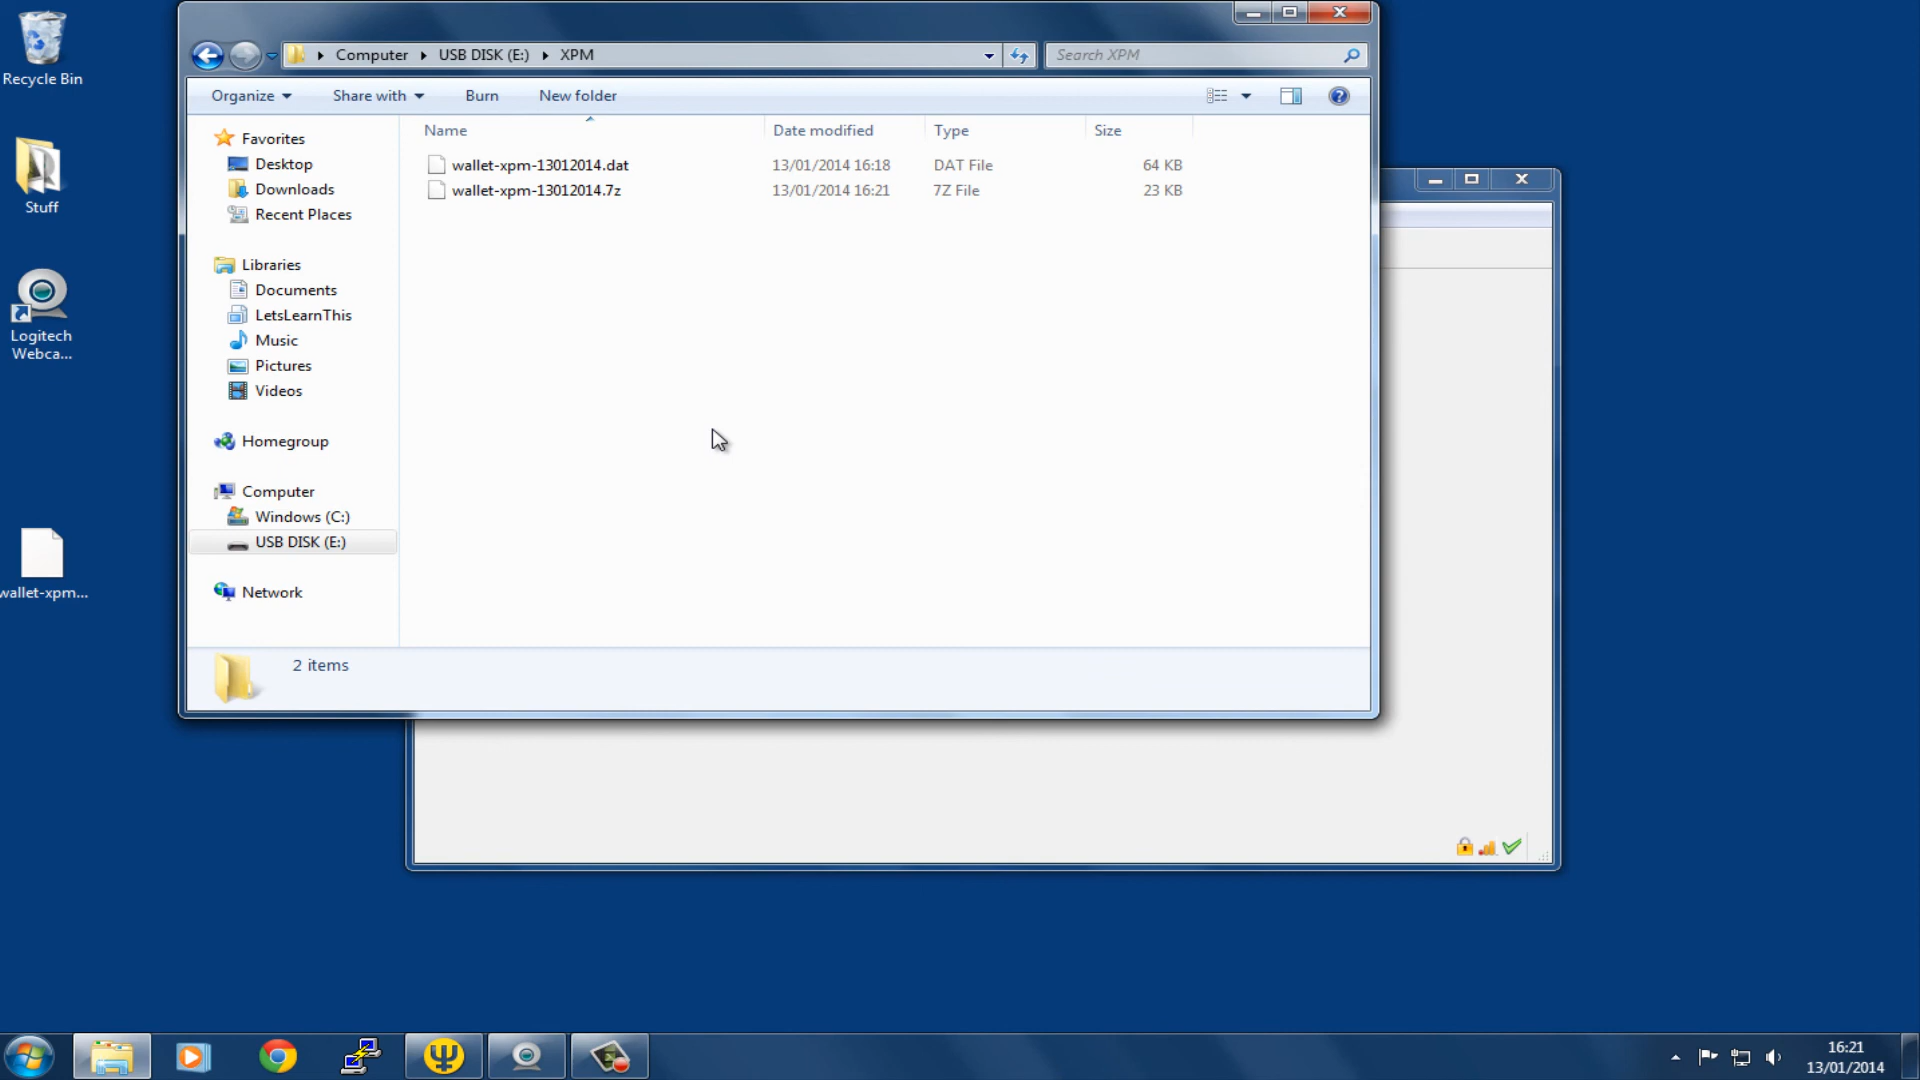 Recycle Bin
Stuff
Logitech
Webca...
wallet-xpm...
Computer
USB DISK (E:)
XPM
Search XPM
Organize
Share with
Burn
New folder
Favorites
Desktop
Downloads
Recent Places
Libraries
Documents
LetsLearnThis
Music
Pictures
Videos
Homegroup
Computer
Windows (C:)
USB DISK (E:)
Network
Name Date modified Type Size
wallet-xpm-13012014.dat 13/01/2014 16:18 DAT File 64 KB
wallet-xpm-13012014.7z 13/01/2014 16:21 7Z File 23 KB
2 items
16:21
13/01/2014